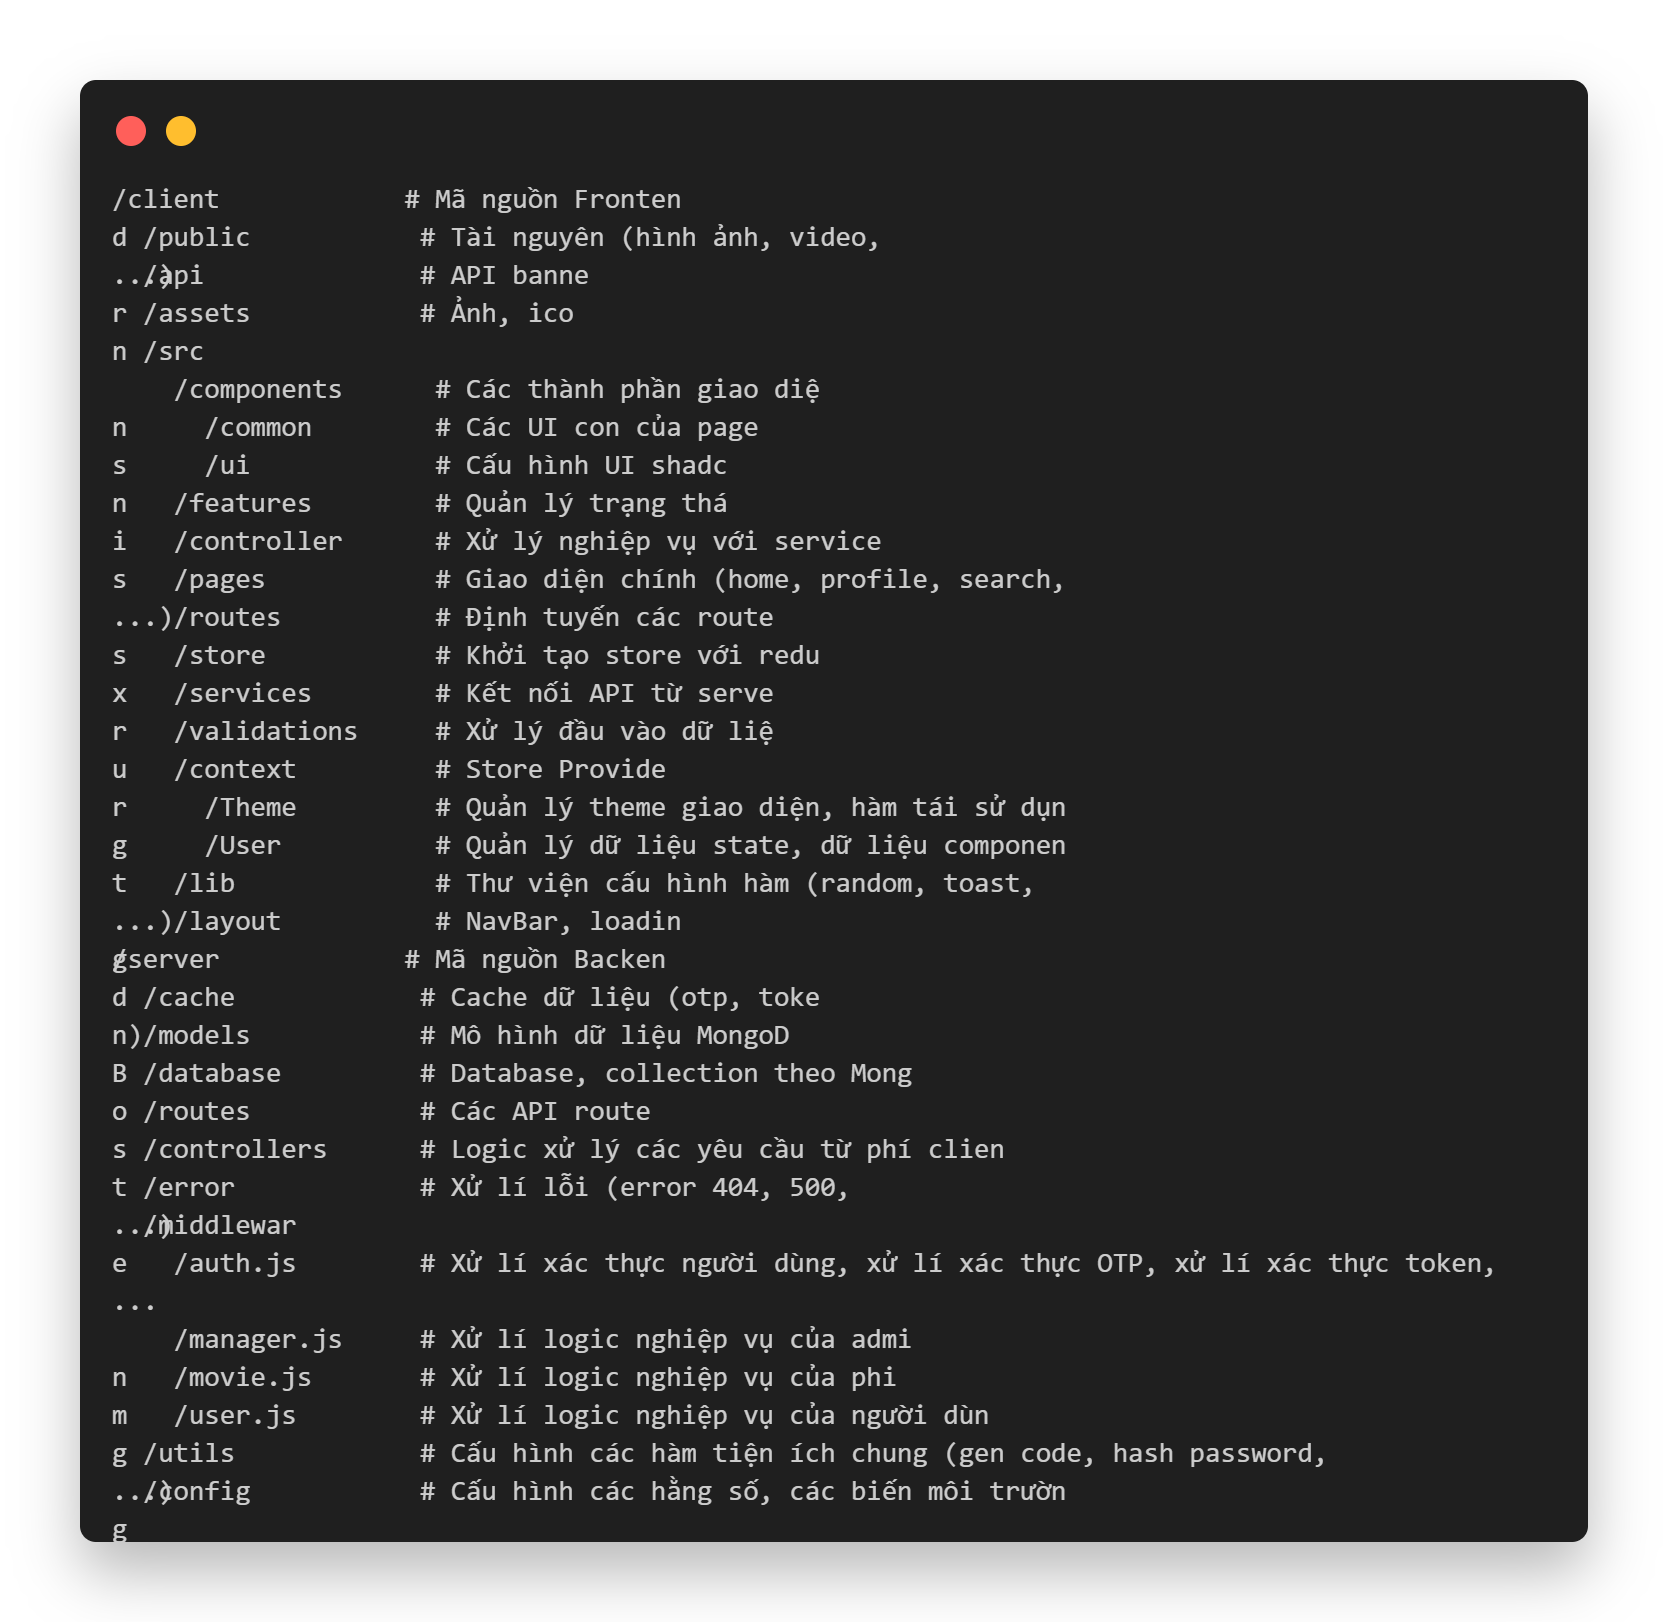 /client            # Mã nguồn Fronten
d /public           # Tài nguyên (hình ảnh, video,
...)/api              # API banne
r /assets           # Ảnh, ico
n /src
    /components      # Các thành phần giao diệ
n     /common        # Các UI con của page
s     /ui            # Cấu hình UI shadc
n   /features        # Quản lý trạng thá
i   /controller      # Xử lý nghiệp vụ với service
s   /pages           # Giao diện chính (home, profile, search,
...)/routes          # Định tuyến các route
s   /store           # Khởi tạo store với redu
x   /services        # Kết nối API từ serve
r   /validations     # Xử lý đầu vào dữ liệ
u   /context         # Store Provide
r     /Theme         # Quản lý theme giao diện, hàm tái sử dụn
g     /User          # Quản lý dữ liệu state, dữ liệu componen
t   /lib             # Thư viện cấu hình hàm (random, toast,
...)/layout          # NavBar, loadin
g/server            # Mã nguồn Backen
d /cache            # Cache dữ liệu (otp, toke
n)/models           # Mô hình dữ liệu MongoD
B /database         # Database, collection theo Mong
o /routes           # Các API route
s /controllers      # Logic xử lý các yêu cầu từ phí clien
t /error            # Xử lí lỗi (error 404, 500,
...)/middlewar
e   /auth.js        # Xử lí xác thực người dùng, xử lí xác thực OTP, xử lí xác thực token,
...
    /manager.js     # Xử lí logic nghiệp vụ của admi
n   /movie.js       # Xử lí logic nghiệp vụ của phi
m   /user.js        # Xử lí logic nghiệp vụ của người dùn
g /utils            # Cấu hình các hàm tiện ích chung (gen code, hash password,
...)/config           # Cấu hình các hằng số, các biến môi trườn
g